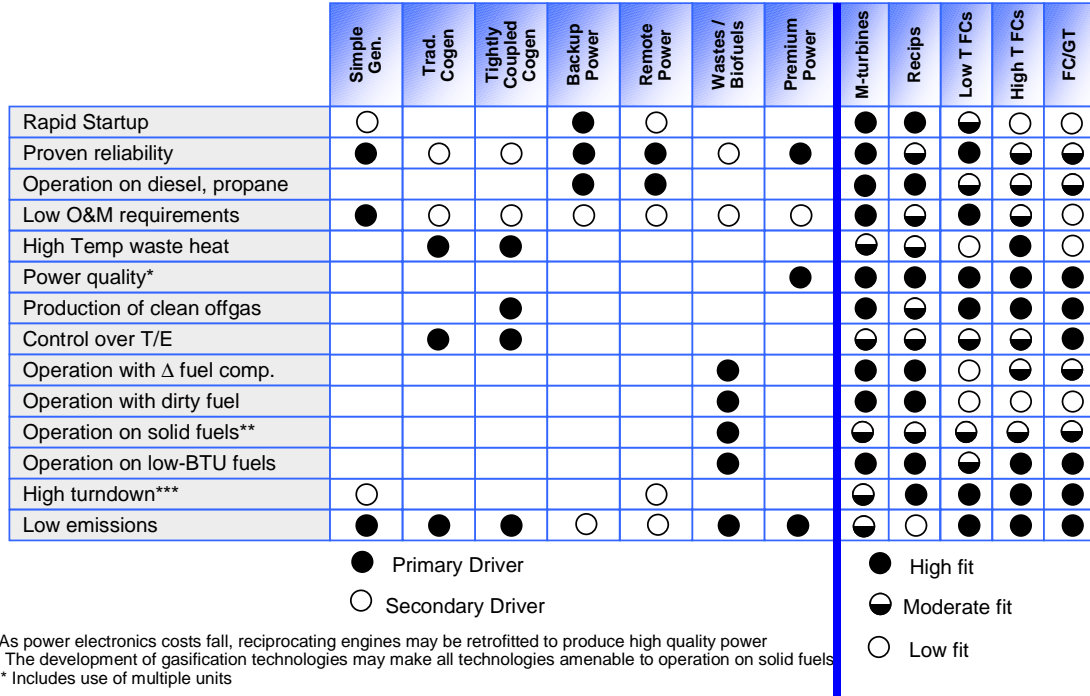 Simple Gen.
Trad. Cogen
Tightly Coupled Cogen
Backup Power
Remote Power
Wastes / Biofuels
Premium Power
M-turbines
Recips
Low T FCs
High T FCs
FC/GT
Rapid Startup
Proven reliability
Operation on diesel, propane
Low O&M requirements
High Temp waste heat
Power quality*
Production of clean offgas
Control over T/E
Operation with Δ fuel comp.
Operation with dirty fuel
Operation on solid fuels**
Operation on low-BTU fuels
High turndown***
Low emissions
Primary Driver
Secondary Driver
High fit
Moderate fit
Low fit
As power electronics costs fall, reciprocating engines may be retrofitted to produce high quality power
The development of gasification technologies may make all technologies amenable to operation on solid fuels
* Includes use of multiple units